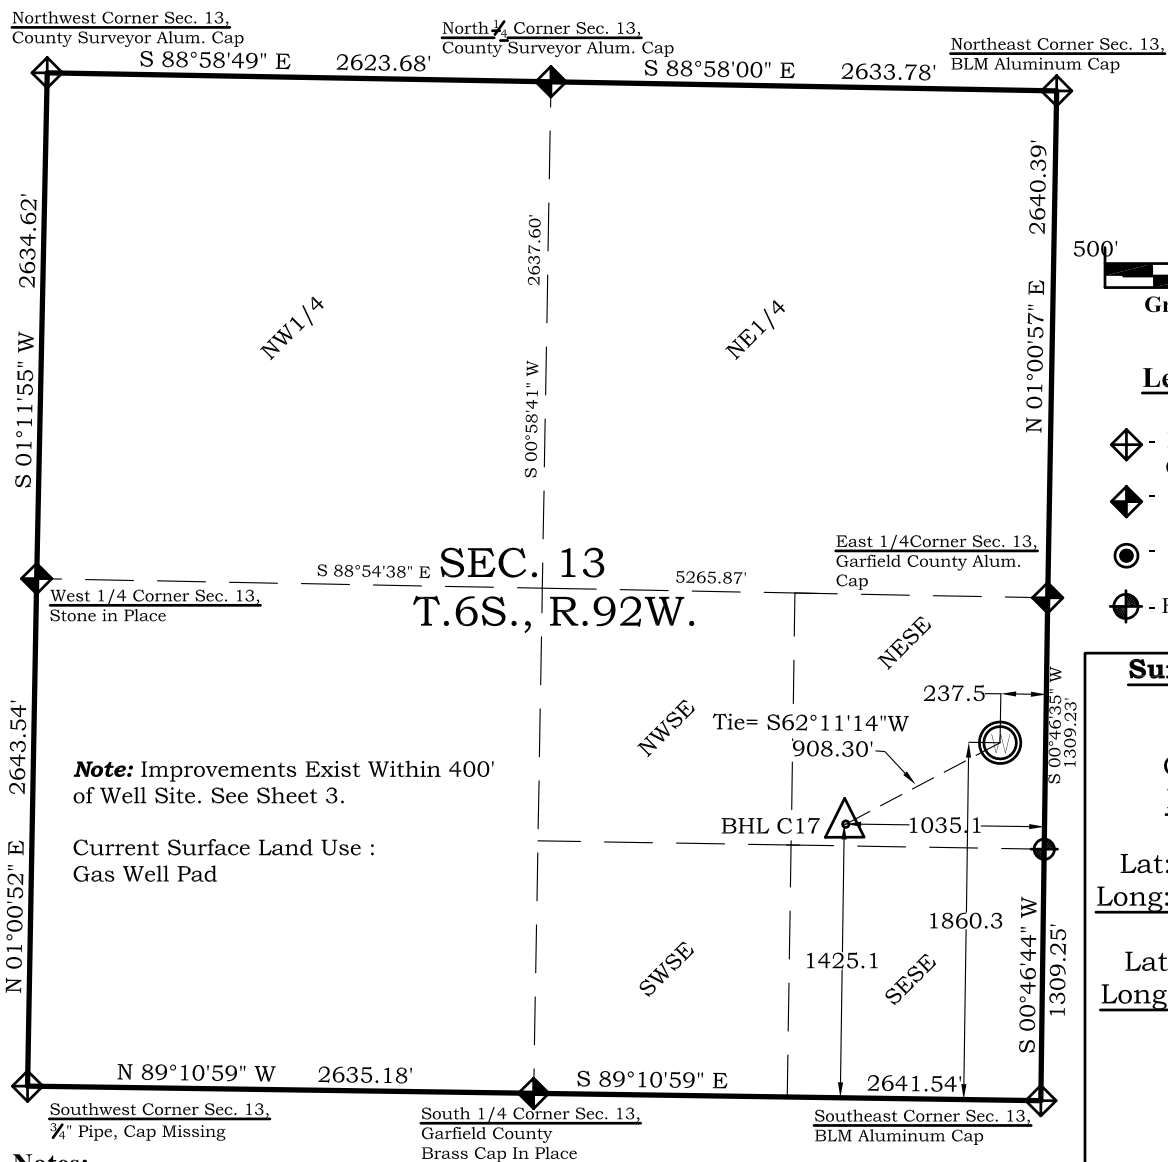 Northwest Corner Sec. 13,
County Surveyor Alum. Cap
North 1/4 Corner Sec. 13,
County Surveyor Alum. Cap
Northeast Corner Sec. 13,
BLM Aluminum Cap
S 88°58'49" E 2623.68'
S 88°58'00" E 2633.78'
2634.62'
S 01°11'55" W
2637.60'
S 00°58'41" W
2640.39'
N 01°00'57" E
NW1/4
NE1/4
500'
East 1/4Corner Sec. 13,
Garfield County Alum.
Cap
S 88°54'38" E
SEC. 13
5265.87'
T.6S., R.92W.
West 1/4 Corner Sec. 13,
Stone in Place
NESE
NWSE
237.5
Tie= S62°11'14"W
908.30'
W
S 00°46'35" W
1309.23'
2643.54'
N 01°00'52" E
Note: Improvements Exist Within 400'
of Well Site. See Sheet 3.
Current Surface Land Use :
Gas Well Pad
BHL C17
1035.1
1860.3
1425.1
SWSE
SESE
S 00°46'44" W
1309.25'
Lat:
Long:
Lat
Long
N 89°10'59" W 2635.18'
S 89°10'59" E 2641.54'
Southwest Corner Sec. 13,
3/4" Pipe, Cap Missing
South 1/4 Corner Sec. 13,
Garfield County
Brass Cap In Place
Southeast Corner Sec. 13,
BLM Aluminum Cap
Notes: